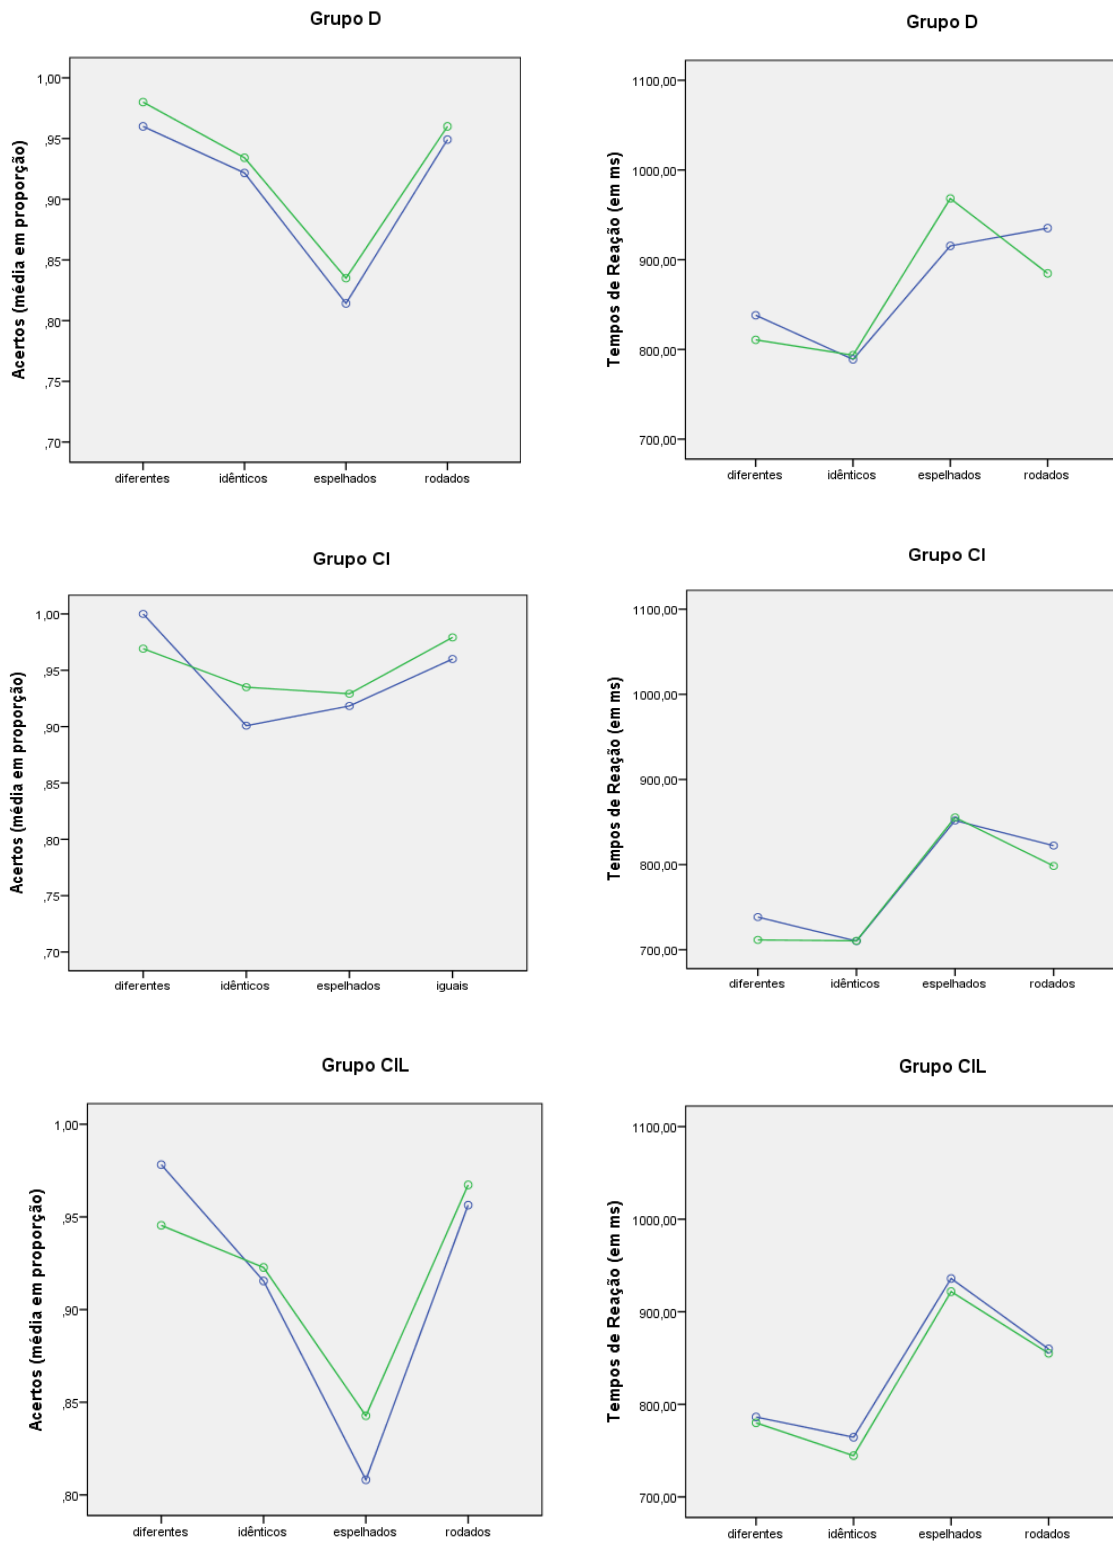 Grupo D
Acertos (média em proporção)
1,00
,95
,90
,85
,80
,75
,70
diferentes idênticos espelhados rodados
Grupo D
Tempos de Reação (em ms)
1100,00
1000,00
900,00
800,00
700,00
diferentes idênticos espelhados rodados
Grupo CI
Acertos (média em proporção)
1,00
,95
,90
,85
,80
,75
,70
diferentes idênticos espelhados iguais
Grupo CI
Tempos de Reação (em ms)
1100,00
1000,00
900,00
800,00
700,00
diferentes idênticos espelhados rodados
Grupo CIL
Acertos (média em proporção)
1,00
,95
,90
,85
,80
diferentes idênticos espelhados rodados
Grupo CIL
Tempos de Reação (em ms)
1100,00
1000,00
900,00
800,00
700,00
diferentes idênticos espelhados rodados